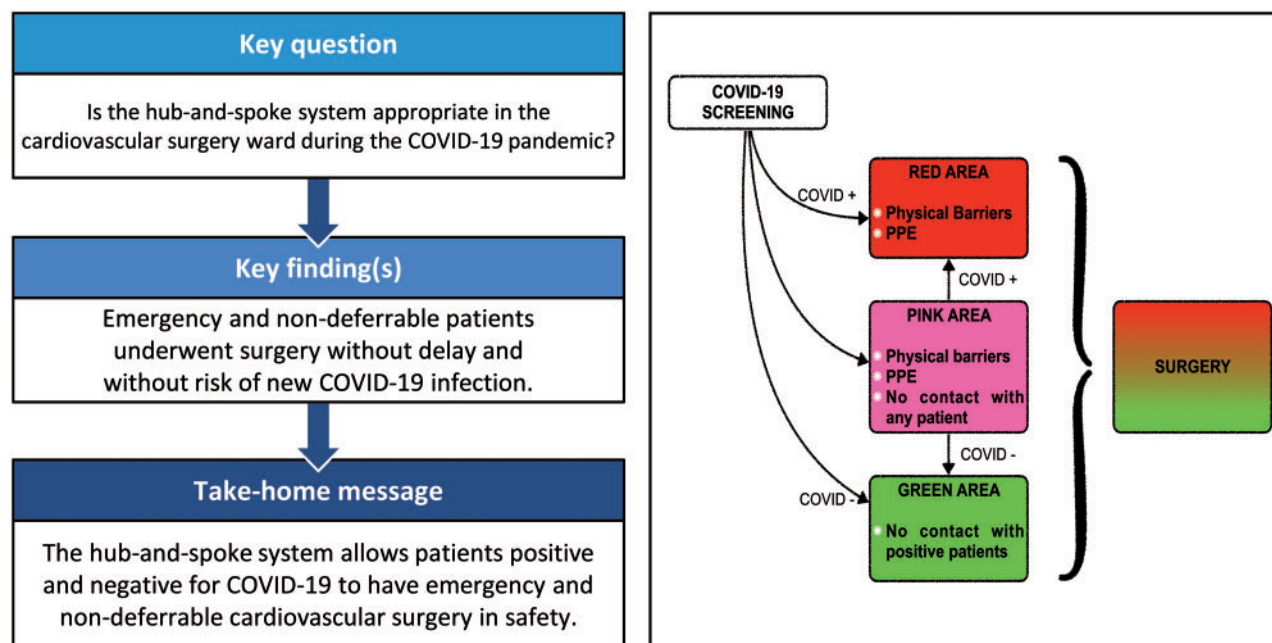 Key question
Is the hub-and-spoke system appropriate in the
cardiovascular surgery ward during the COVID-19 pandemic?
Key finding(s)
Emergency and non-deferrable patients
underwent surgery without delay and
without risk of new COVID-19 infection.
Take-home message
The hub-and-spoke system allows patients positive
and negative for COVID-19 to have emergency and
non-deferrable cardiovascular surgery in safety.
COVID-19
SCREENING
COVID +
RED AREA
Physical Barriers
PPE
COVID +
PINK AREA
Physical barriers
PPE
No contact with
any patient
COVID -
COVID -
GREEN AREA
No contact with
positive patients
SURGERY